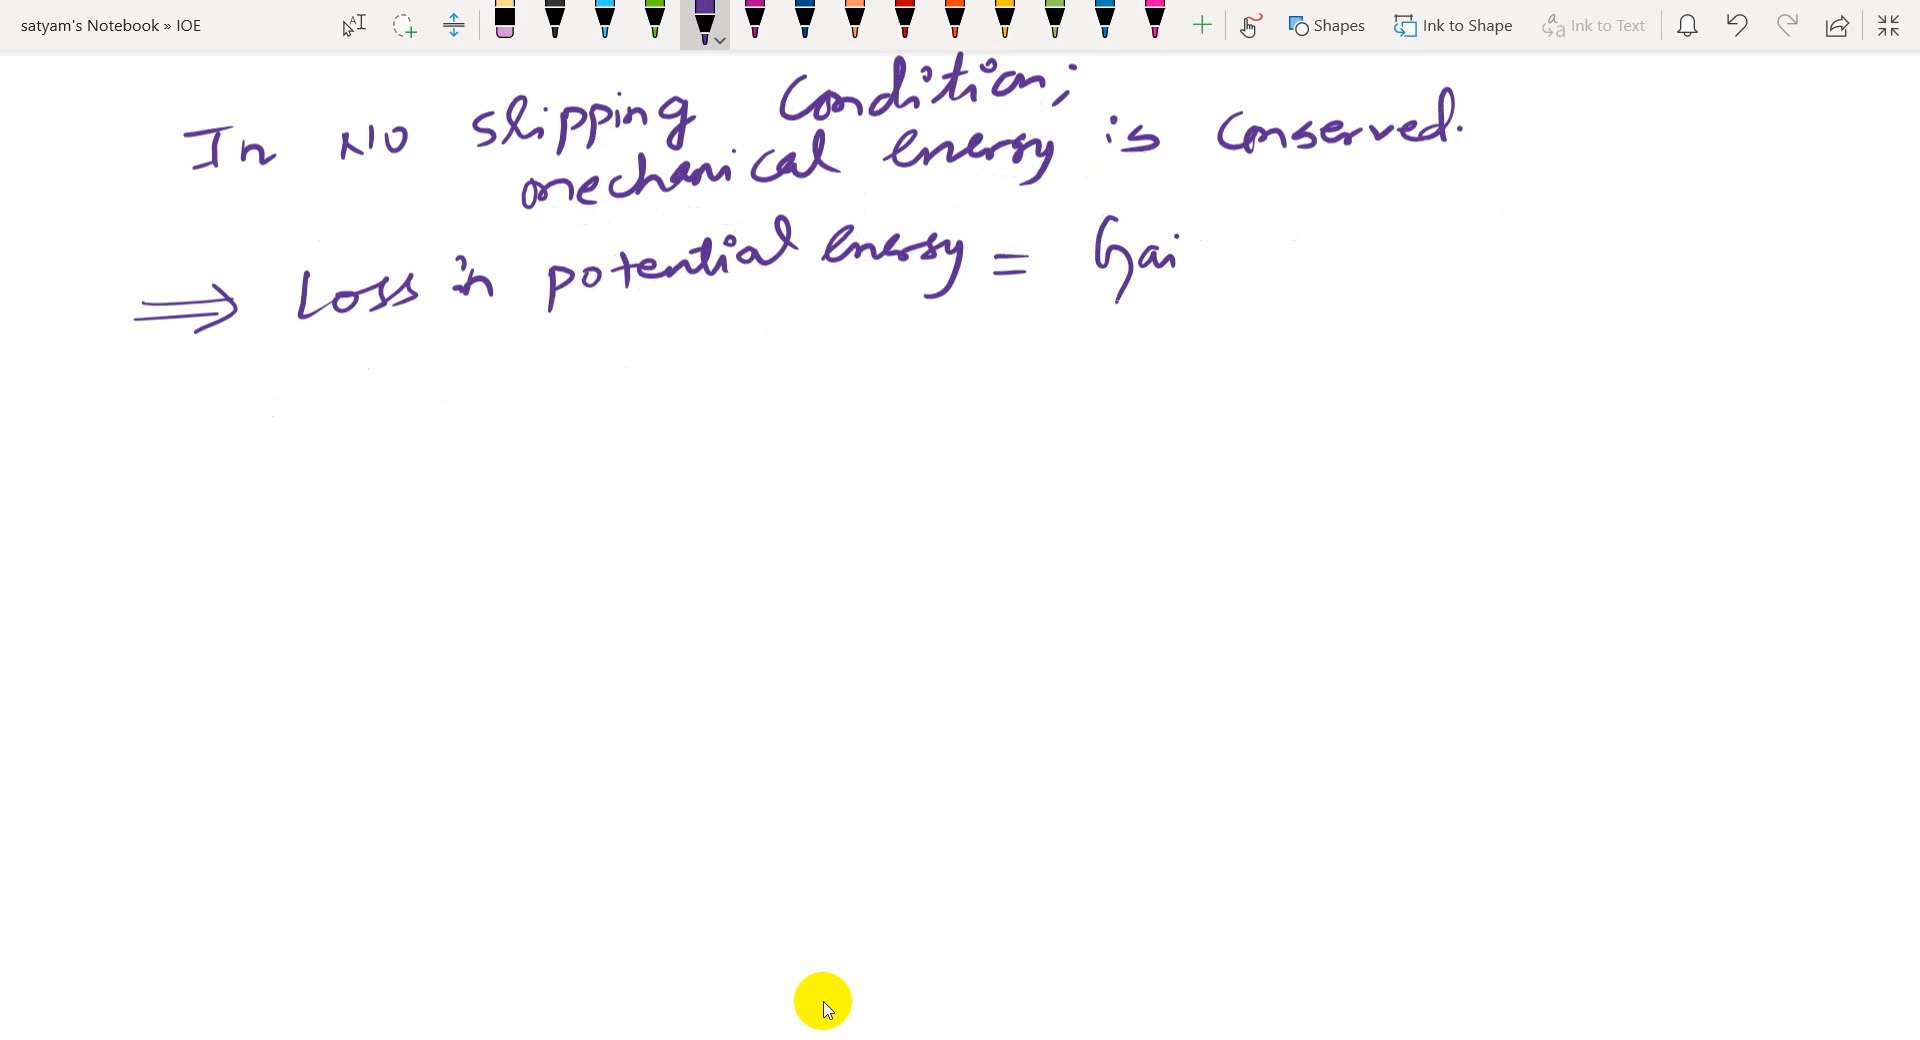 satyam's Notebook » IOE
Shapes
Ink to Shape
Ink to Text
In No slipping Condition;
mechanical energy is conserved.
⟹ Loss in potential energy = Gai